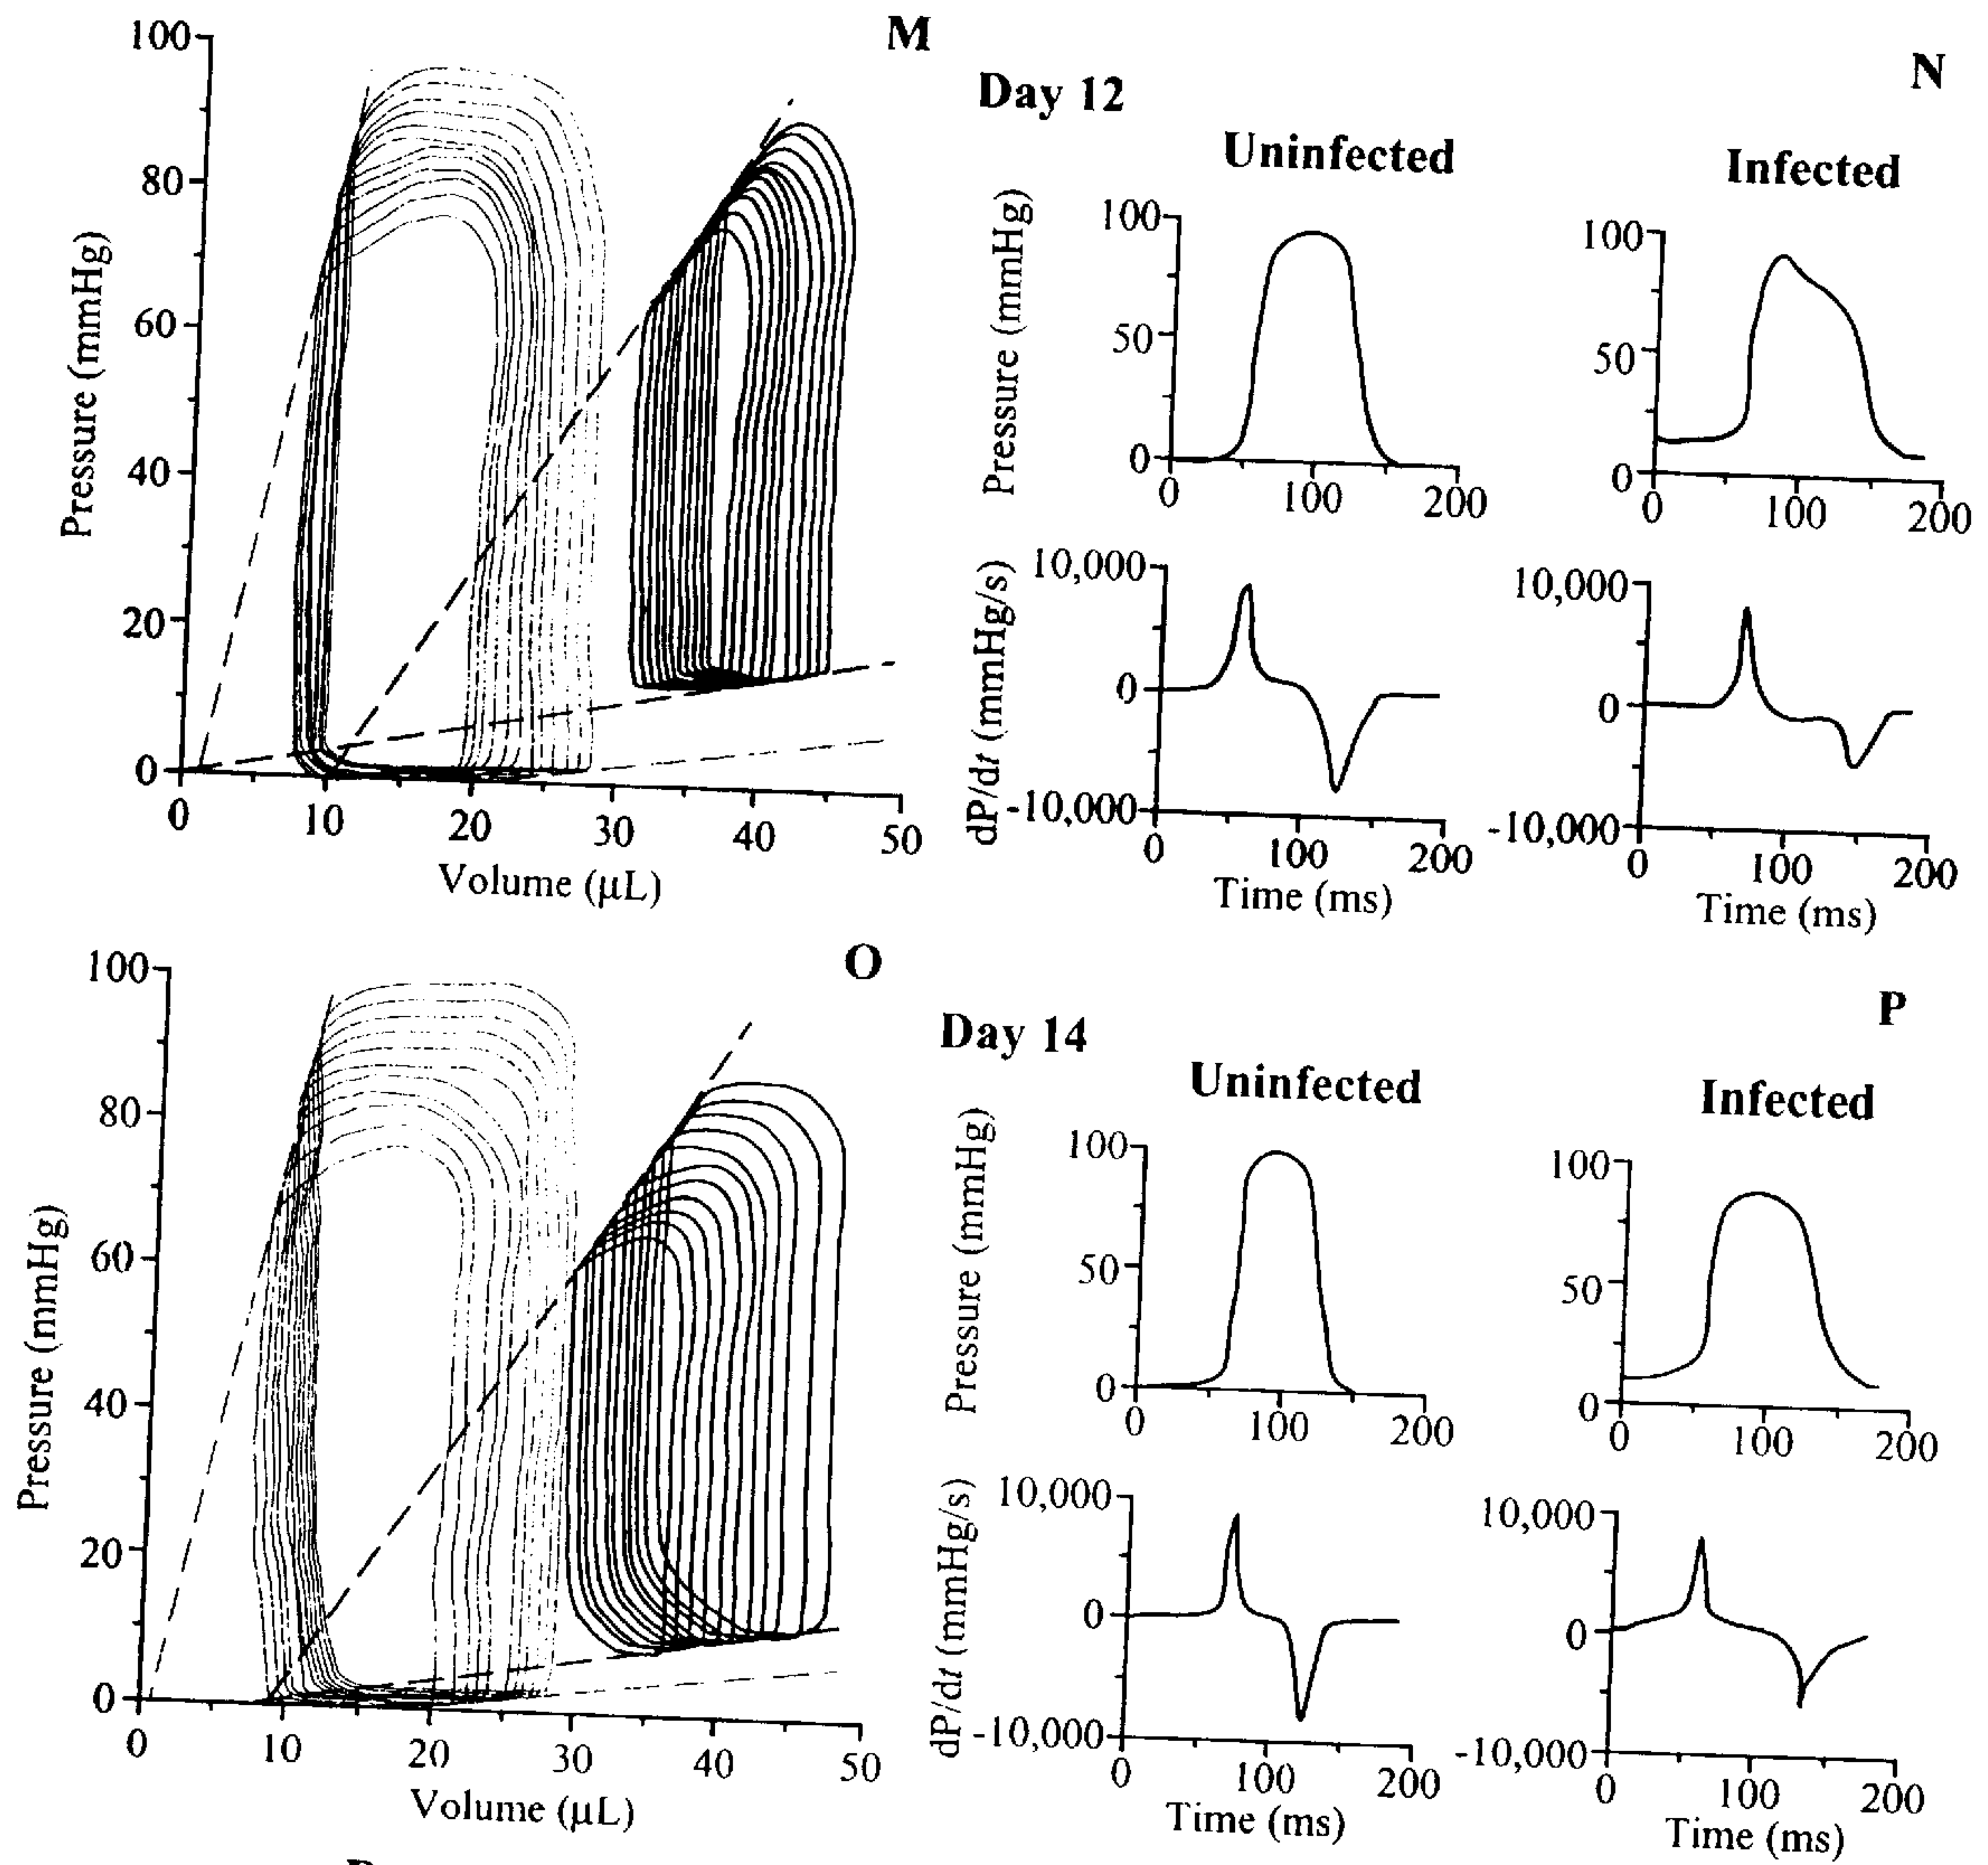 M
Day 12
N
100
80
60
40
20
0
Pressure (mmHg)
0 10 20 30 40 50
Volume (μL)
Uninfected
Pressure (mmHg)
100
50
0
0 100 200
dP/dt (mmHg/s)
10,000
0
-10,000
0 100 200
Time (ms)
Infected
100
50
0
0 100 200
10,000
0
-10,000
0 100 200
Time (ms)
O
Day 14
P
100
80
60
40
20
0
Pressure (mmHg)
0 10 20 30 40 50
Volume (μL)
Uninfected
Pressure (mmHg)
100
50
0
0 100 200
dP/dt (mmHg/s)
10,000
0
-10,000
0 100 200
Time (ms)
Infected
100
50
0
0 100 200
10,000
0
-10,000
0 100 200
Time (ms)